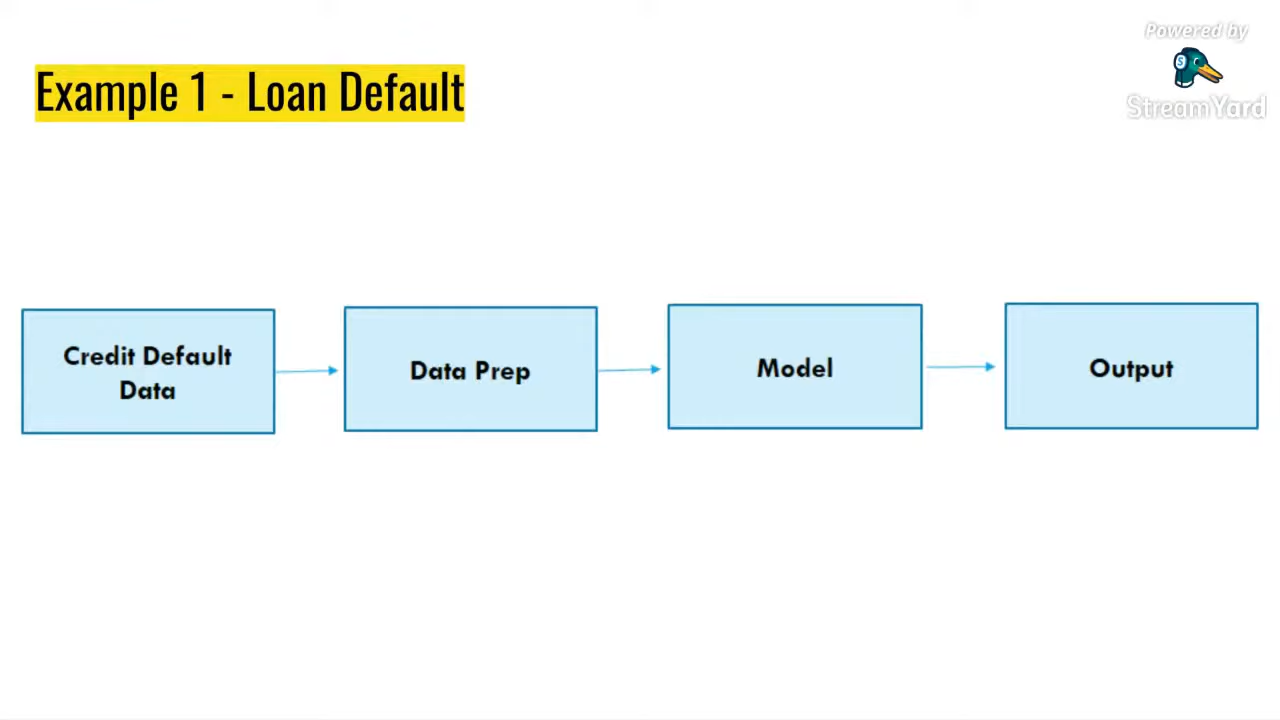 Powered by
StreamYard
Example 1 - Loan Default
Credit Default
Data
Data Prep
Model
Output